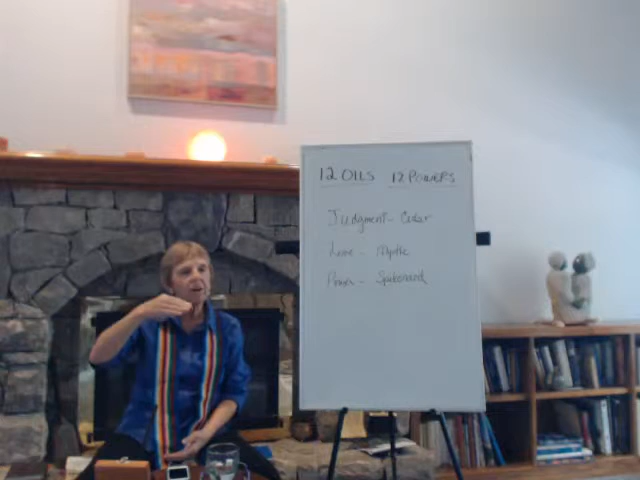 12 OILS 12 POWERS
Judgment - Cedar
Love - Myrtle
Power - Spikenard